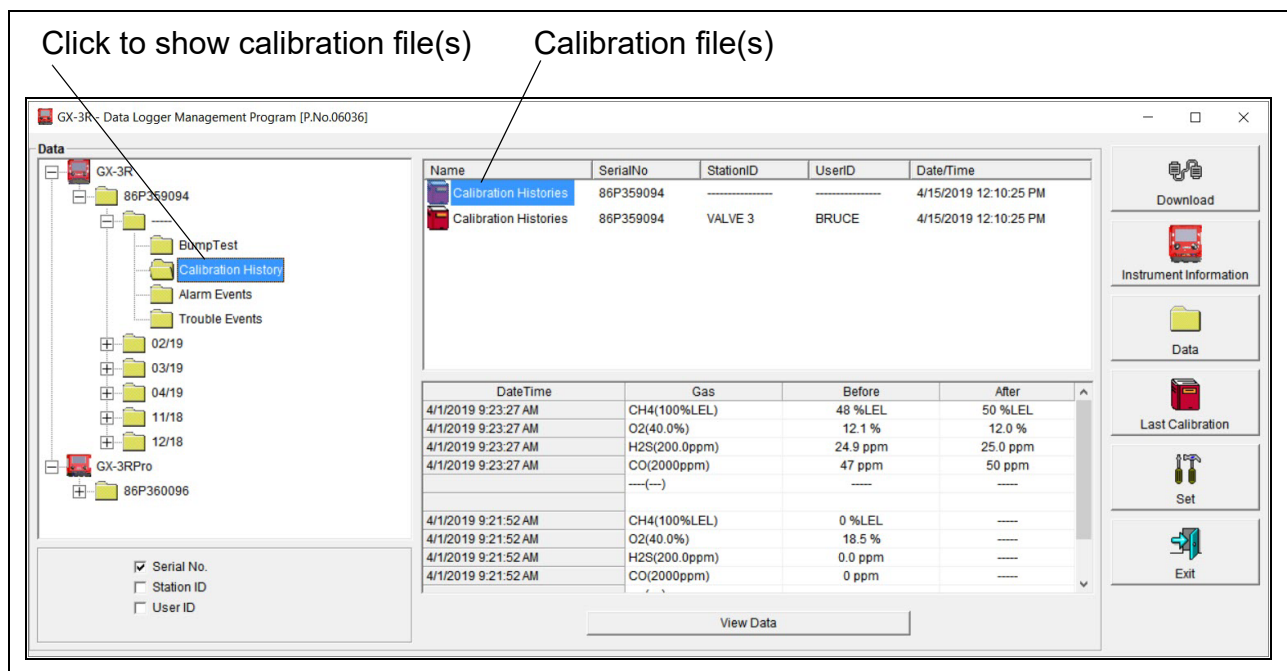 Click to show calibration file(s) Calibration file(s)
GX-3R - Data Logger Management Program [P.No.06036]
Data
GX-3R
86P359094
-----
BumpTest
Calibration History
Alarm Events
Trouble Events
02/19
03/19
04/19
11/18
12/18
GX-3RPro
86P360096
Serial No.
Station ID
User ID
Name SerialNo StationID UserID Date/Time
Calibration Histories 86P359094 ---------------- ---------------- 4/15/2019 12:10:25 PM
Calibration Histories 86P359094 VALVE 3 BRUCE 4/15/2019 12:10:25 PM
DateTime Gas Before After
4/1/2019 9:23:27 AM CH4(100%LEL) 48 %LEL 50 %LEL
4/1/2019 9:23:27 AM O2(40.0%) 12.1 % 12.0 %
4/1/2019 9:23:27 AM H2S(200.0ppm) 24.9 ppm 25.0 ppm
4/1/2019 9:23:27 AM CO(2000ppm) 47 ppm 50 ppm
----(---) ----- -----
4/1/2019 9:21:52 AM CH4(100%LEL) 0 %LEL -----
4/1/2019 9:21:52 AM O2(40.0%) 18.5 % -----
4/1/2019 9:21:52 AM H2S(200.0ppm) 0.0 ppm -----
4/1/2019 9:21:52 AM CO(2000ppm) 0 ppm -----
View Data
Download
Instrument Information
Data
Last Calibration
Set
Exit